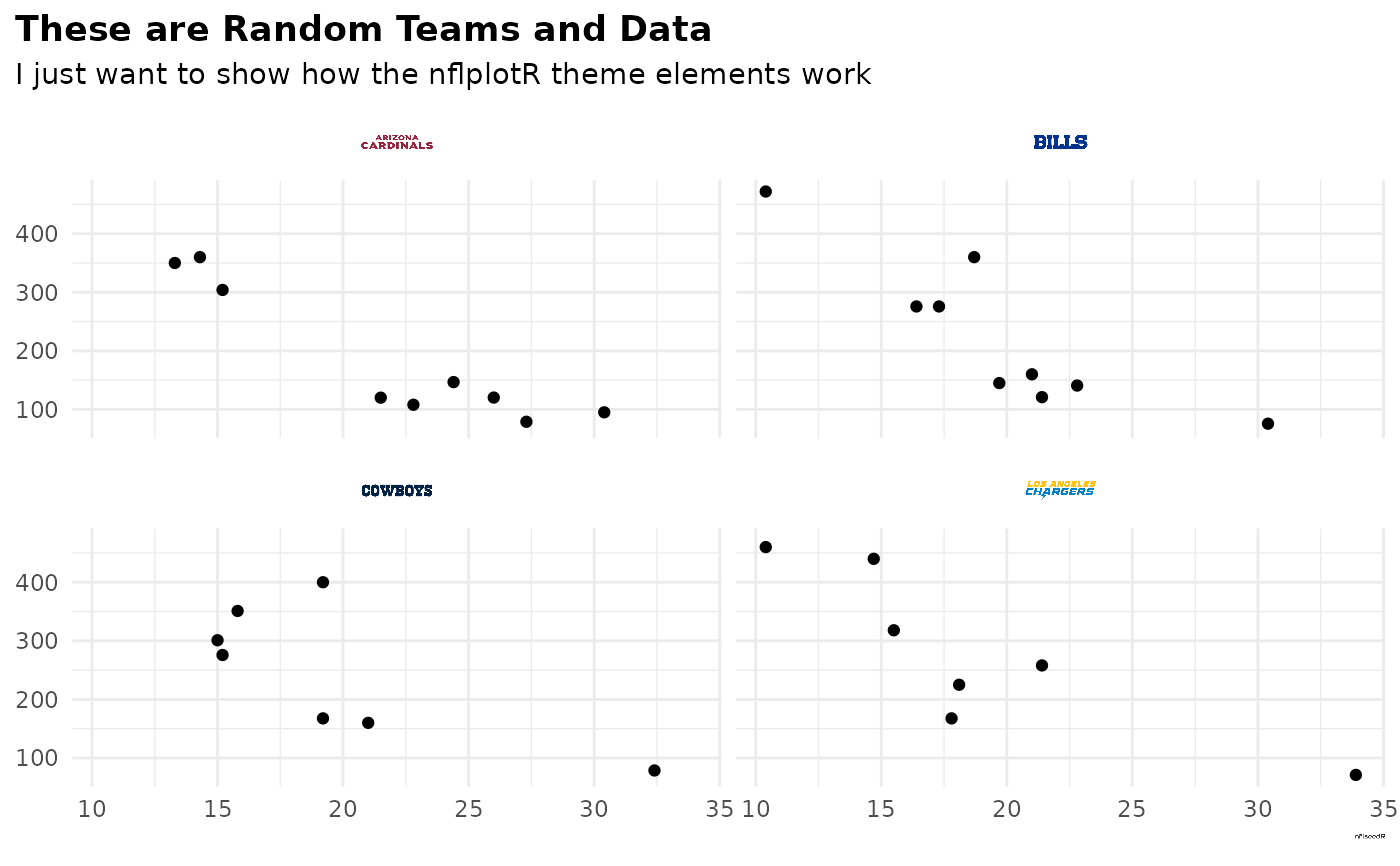 These are Random Teams and Data
I just want to show how the nflplotR theme elements work
ARIZONA
CARDINALS
BILLS
400
300
200
100
COWBOYS
LOS ANGELES
CHARGERS
400
300
200
100
10 15 20 25 30 35 10 15 20 25 30 35
nflseedR